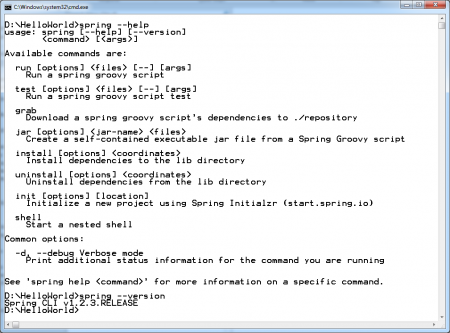 C:\Windows\system32\cmd.exe
D:\HelloWorld>spring --help
usage: spring [--help] [--version]
<command> [<args>]
Available commands are:
run [options] <files> [--] [args]
Run a spring groovy script
test [options] <files> [--] [args]
Run a spring groovy script test
grab
Download a spring groovy script's dependencies to ./repository
jar [options] <jar-name> <files>
Create a self-contained executable jar file from a Spring Groovy script
install [options] <coordinates>
Install dependencies to the lib directory
uninstall [options] <coordinates>
Uninstall dependencies from the lib directory
init [options] [location]
Initialize a new project using Spring Initialzr (start.spring.io)
shell
Start a nested shell
Common options:
-d, --debug Verbose mode
Print additional status information for the command you are running
See 'spring help <command>' for more information on a specific command.
D:\HelloWorld>spring --version
Spring CLI v1.2.3.RELEASE
D:\HelloWorld>